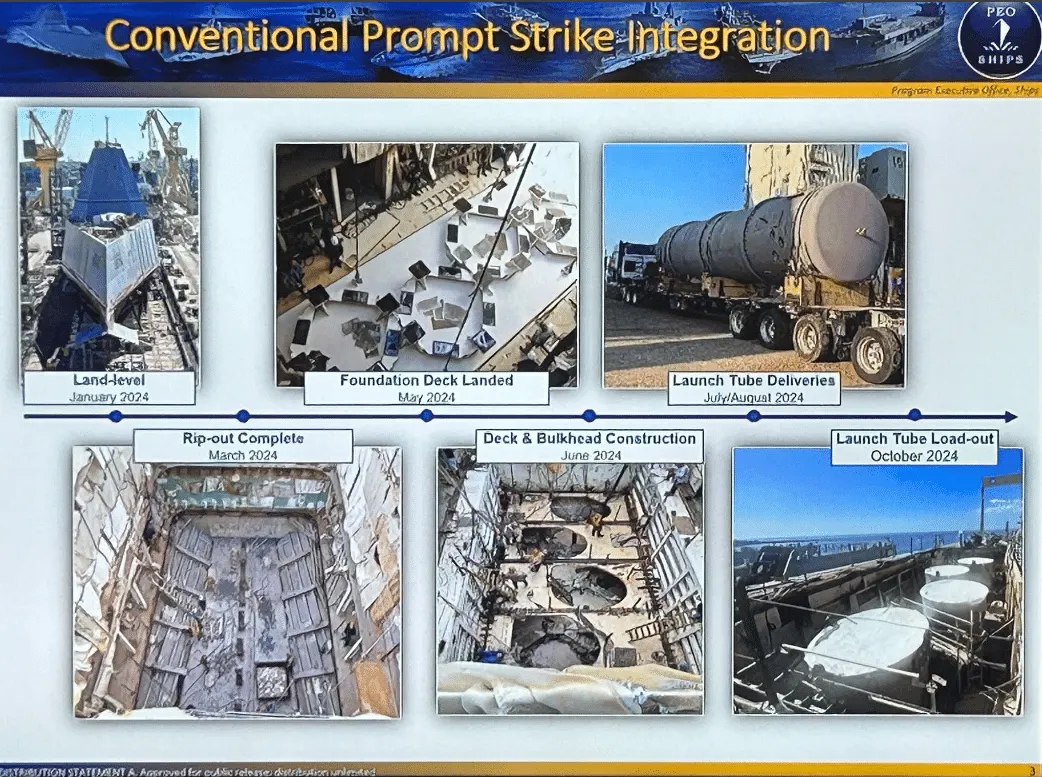 Conventional Prompt Strike Integration
PEO
SHIPS
Program Executive Office, Ships
Land-level
January 2024
Foundation Deck Landed
May 2024
Launch Tube Deliveries
July/August 2024
Rip-out Complete
March 2024
Deck & Bulkhead Construction
June 2024
Launch Tube Load-out
October 2024
DISTRIBUTION STATEMENT A. Approved for public release: distribution unlimited
3